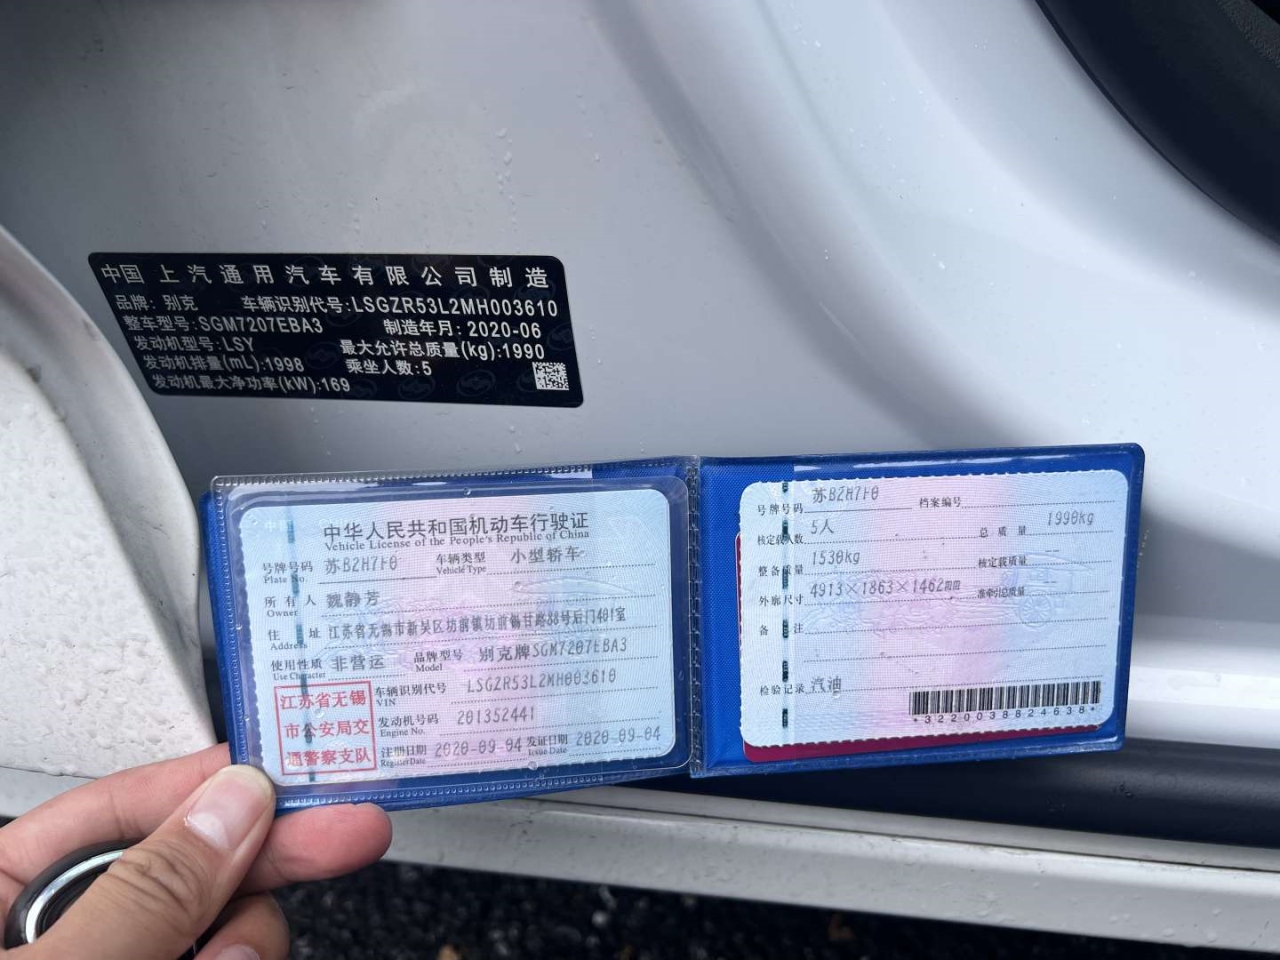 中国 上汽通用汽车有限公司制造
品牌: 别克 车辆识别代号:LSGZR53L2MH003610
整车型号:SGM7207EBA3 制造年月:2020-06
发动机型号:LSY 最大允许总质量(kg):1990
发动机排量(mL):1998 乘坐人数:5
发动机最大净功率(kW):169
中华人民共和国机动车行驶证
Vehicle License of the People's Republic of China
号牌号码 苏B2H7F0 车辆类型 小型轿车
Plate No. Vehicle Type
所有人 魏静芳
Owner
住址 江苏省无锡市新吴区坊前镇坊前锡甘路38号后门401室
Address
使用性质 非营运 品牌型号 别克牌SGM7207EBA3
Use Character Model
江苏省无锡市公安局交通警察支队
车辆识别代号 LSGZR53L2MH003610
VIN
发动机号码 201352441
Engine No.
注册日期 2020-09-04 发证日期 2020-09-04
Register Date Issue Date
号牌号码 苏B2H7F0 档案编号
核定载人数 5人 总质量 1990kg
整备质量 1530kg 核定载质量 --
外廓尺寸 4913×1863×1462mm 准牵引总质量 --
备注
检验记录 汽油
*3220038824638*